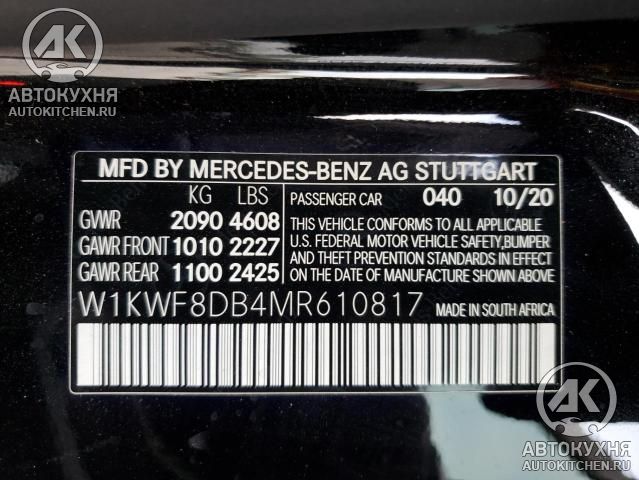 AK
АВТОКУХНЯ
AUTOKITCHEN.RU
MFD BY MERCEDES-BENZ AG STUTTGART
KG LBS PASSENGER CAR 040 10/20
GWR 2090 4608
GAWR FRONT 1010 2227
GAWR REAR 1100 2425
THIS VEHICLE CONFORMS TO ALL APPLICABLE
U.S. FEDERAL MOTOR VEHICLE SAFETY,BUMPER
AND THEFT PREVENTION STANDARDS IN EFFECT
ON THE DATE OF MANUFACTURE SHOWN ABOVE.
W1KWF8DB4MR610817
MADE IN SOUTH AFRICA
AK
АВТОКУХНЯ
AUTOKITCHEN.RU